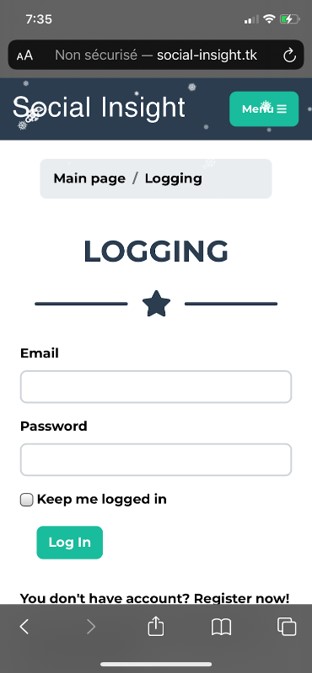 7:35
AA Non sécurisé — social-insight.tk
Social Insight
Menu
Main page / Logging
LOGGING
Email
Password
Keep me logged in
Log In
You don't have account? Register now!